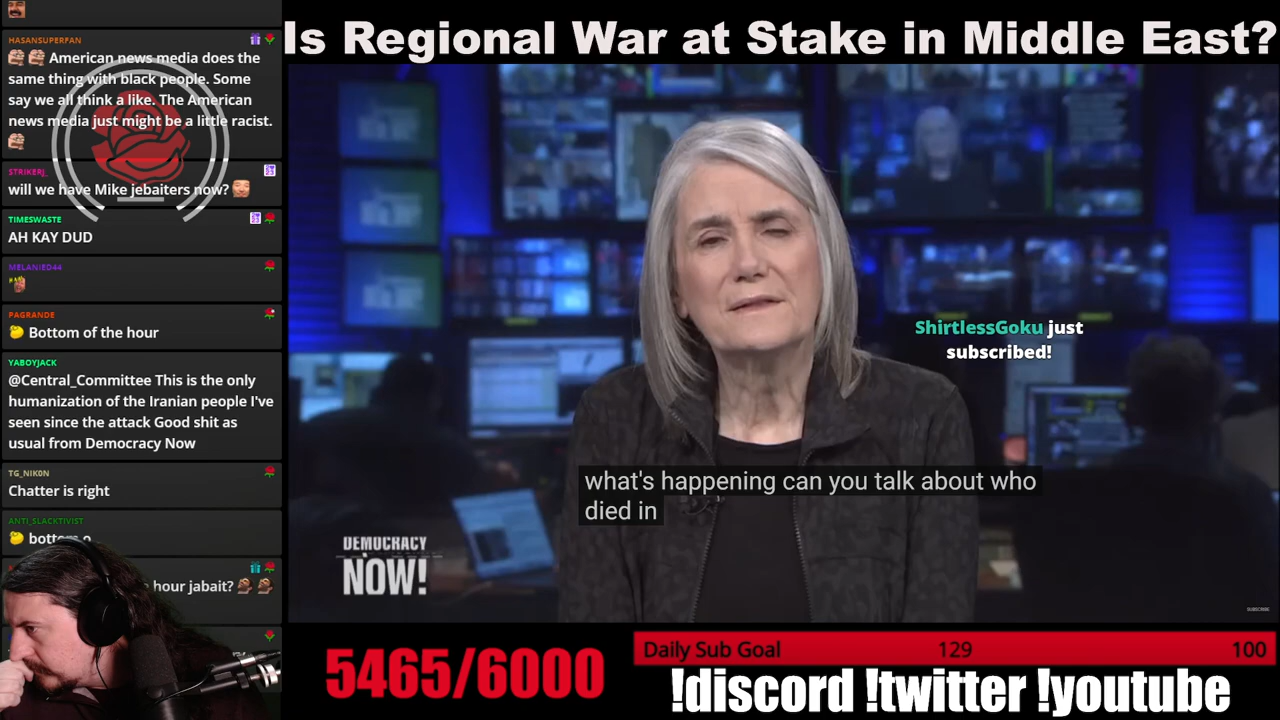 Is Regional War at Stake in Middle East?
HASANSUPERFAN
American news media does the
same thing with black people. Some
say we all think a like. The American
news media just might be a little racist.
STRIKERJ_
will we have Mike jebaiters now?
TIMESWASTE
AH KAY DUD
MELANIED44
PAGRANDE
Bottom of the hour
YABOYJACK
@Central_Committee This is the only
humanization of the Iranian people I've
seen since the attack Good shit as
usual from Democracy Now
TG_NIK0N
Chatter is right
ANTI_SLACKTIVIST
hour jabait?
ShirtlessGoku just
subscribed!
what's happening can you talk about who
died in
DEMOCRACY
NOW!
SUBSCRIBE
5465/6000
Daily Sub Goal 129 100
!discord !twitter !youtube